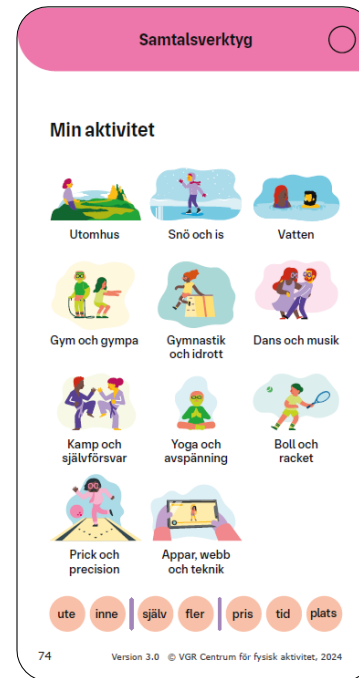 Samtalsverktyg
Min aktivitet
Utomhus
Snö och is
Vatten
Gym och gympa
Gymnastik
och idrott
Dans och musik
Kamp och
självförsvar
Yoga och
avspänning
Boll och
racket
Prick och
precision
Appar, webb
och teknik
ute inne själv fler pris tid plats
74 Version 3.0 © VGR Centrum för fysisk aktivitet, 2024